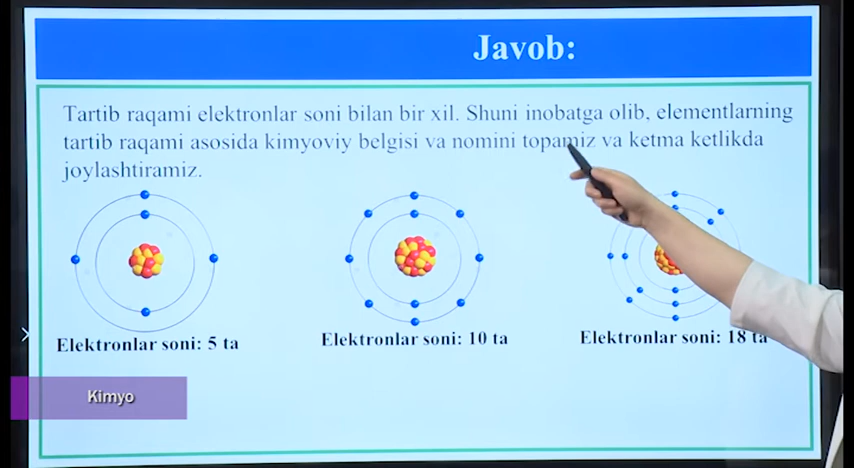 Javob:
Tartib raqami elektronlar soni bilan bir xil. Shuni inobatga olib, elementlarning
tartib raqami asosida kimyoviy belgisi va nomini topamiz va ketma ketlikda
joylashtiramiz.
Elektronlar soni: 5 ta
Elektronlar soni: 10 ta
Elektronlar soni: 18 ta
Kimyo